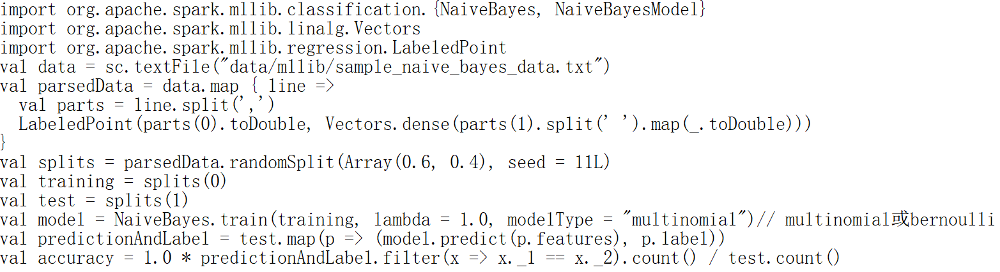 import org.apache.spark.mllib.classification.{NaiveBayes, NaiveBayesModel}
import org.apache.spark.mllib.linalg.Vectors
import org.apache.spark.mllib.regression.LabeledPoint
val data = sc.textFile("data/mllib/sample_naive_bayes_data.txt")
val parsedData = data.map { line =>
  val parts = line.split(',')
  LabeledPoint(parts(0).toDouble, Vectors.dense(parts(1).split(' ').map(_.toDouble)))
}
val splits = parsedData.randomSplit(Array(0.6, 0.4), seed = 11L)
val training = splits(0)
val test = splits(1)
val model = NaiveBayes.train(training, lambda = 1.0, modelType = "multinomial")// multinomial或bernoulli
val predictionAndLabel = test.map(p => (model.predict(p.features), p.label))
val accuracy = 1.0 * predictionAndLabel.filter(x => x._1 == x._2).count() / test.count()